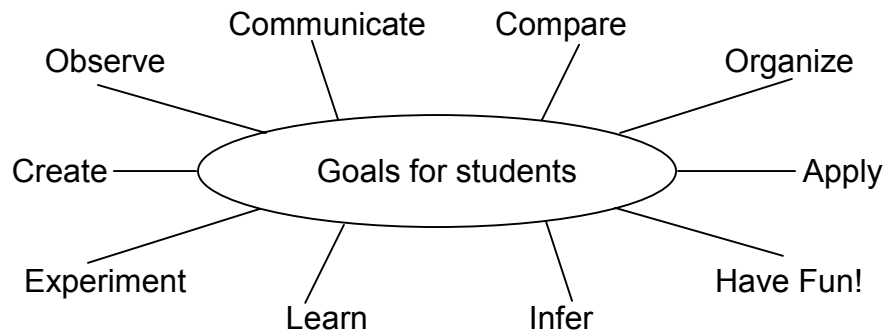 Communicate
Compare
Observe
Organize
Create
Goals for students
Apply
Experiment
Have Fun!
Learn
Infer